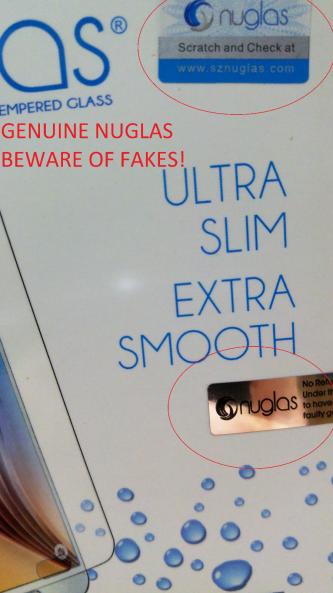 nuglas
Scratch and Check at
www.sznuglas.com
as®
EMPERED GLASS
GENUINE NUGLAS
BEWARE OF FAKES!
ULTRA
SLIM
EXTRA
SMOOTH
nuglas
No Ref
Under th
to have
faulty g